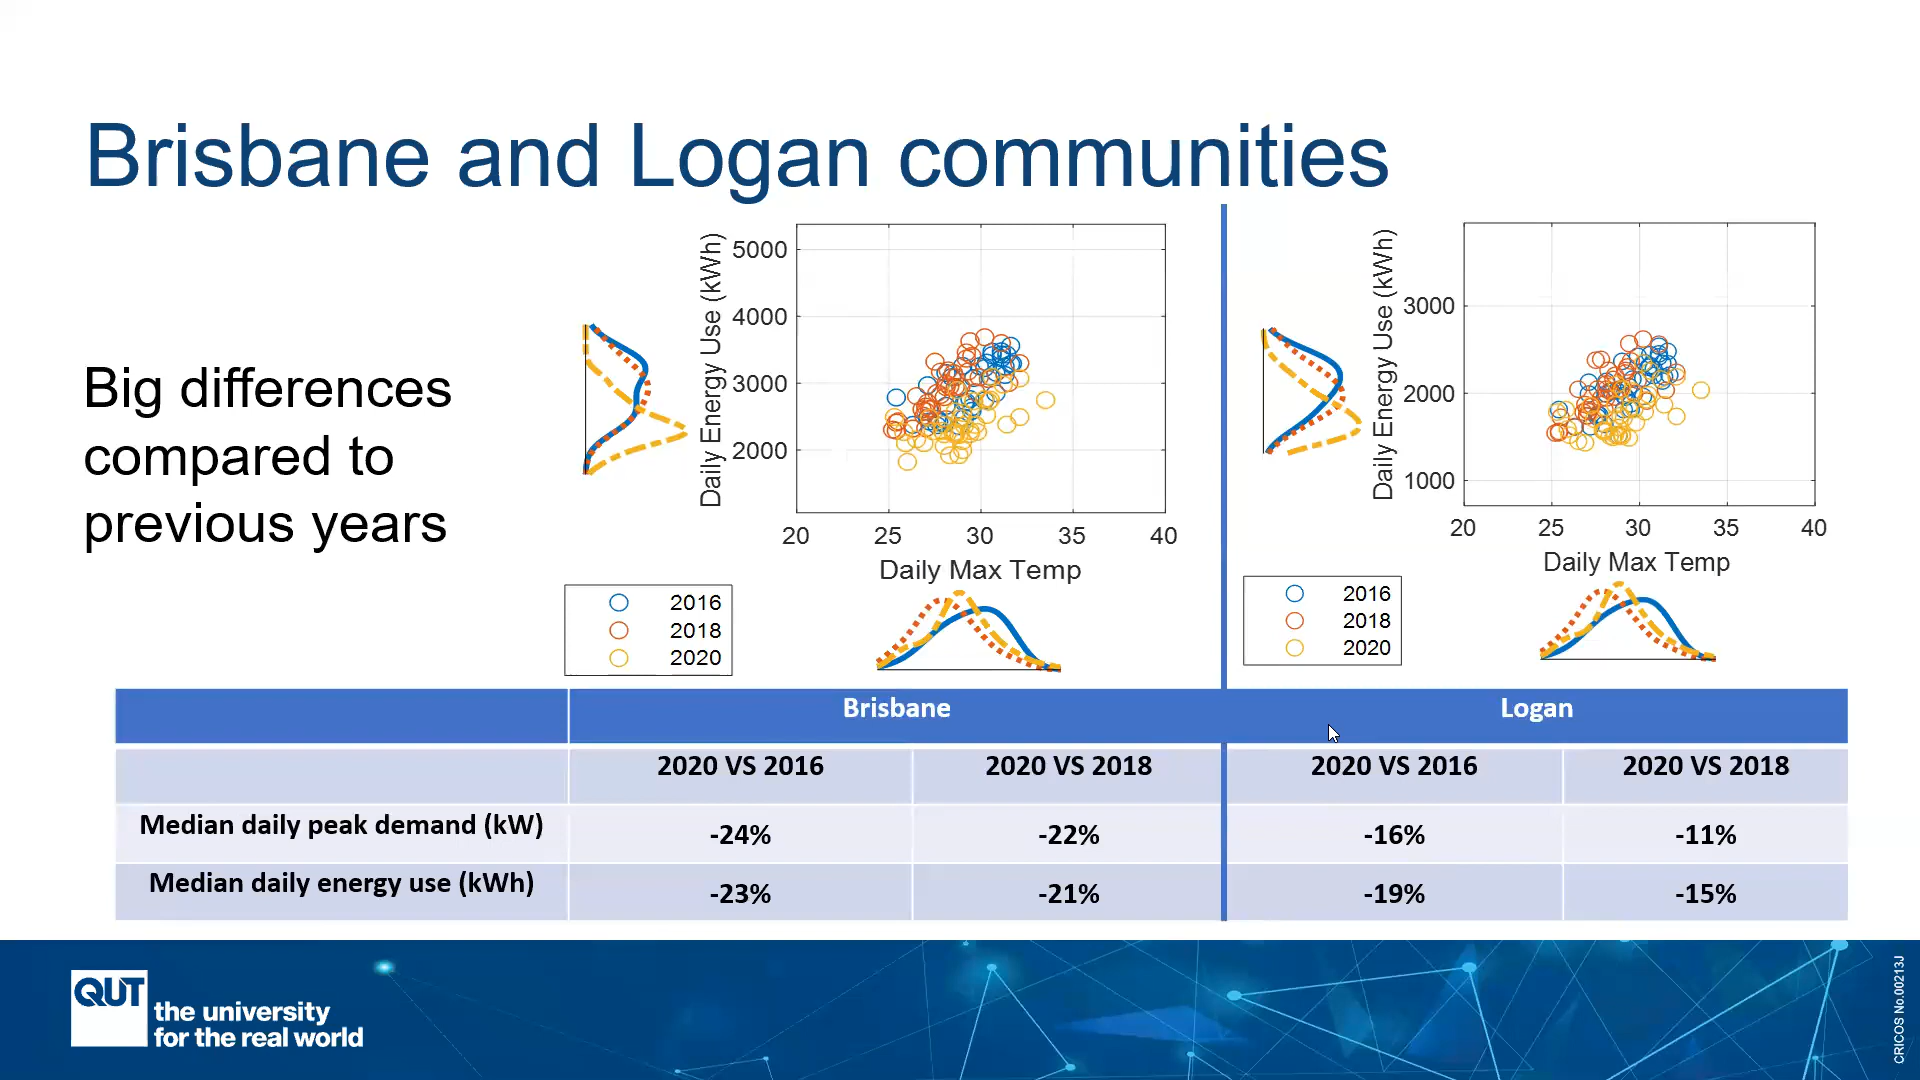 Brisbane and Logan communities
Big differences
compared to
previous years
Daily Energy Use (kWh)
5000
4000
3000
2000
20
25
30
35
40
Daily Max Temp
2016
2018
2020
Daily Energy Use (kWh)
3000
2000
1000
20
25
30
35
40
Daily Max Temp
2016
2018
2020
Brisbane
Logan
2020 VS 2016
2020 VS 2018
2020 VS 2016
2020 VS 2018
Median daily peak demand (kW)
-24%
-22%
-16%
-11%
Median daily energy use (kWh)
-23%
-21%
-19%
-15%
QUT
the university
for the real world
CRICOS No.00213J